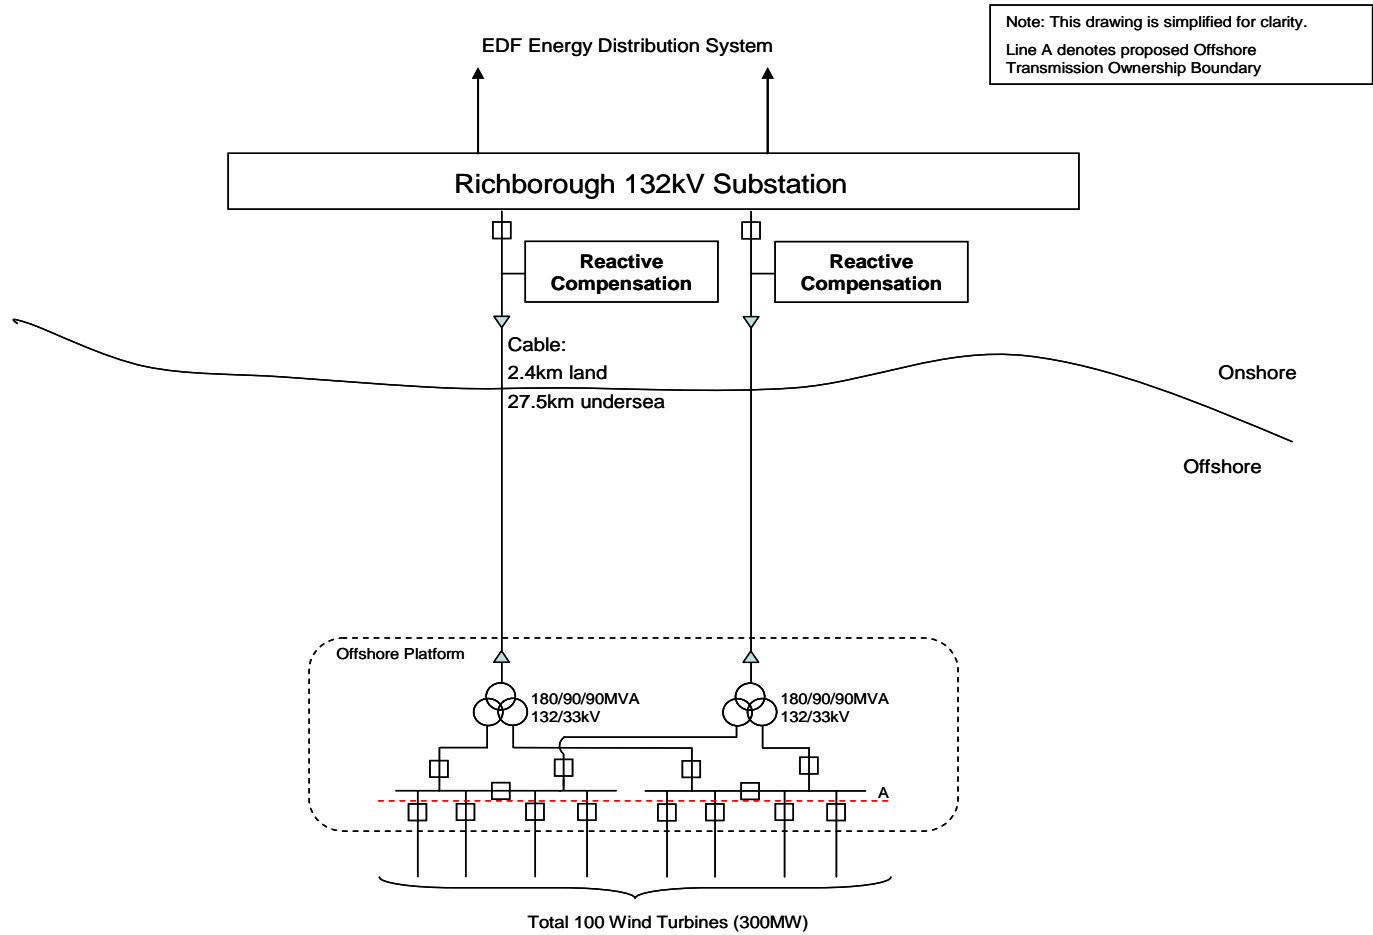 Note: This drawing is simplified for clarity.
Line A denotes proposed Offshore
Transmission Ownership Boundary
EDF Energy Distribution System
Richborough 132kV Substation
Reactive
Compensation
Reactive
Compensation
Cable:
2.4km land
27.5km undersea
Onshore
Offshore
Offshore Platform
180/90/90MVA
132/33kV
180/90/90MVA
132/33kV
A
Total 100 Wind Turbines (300MW)